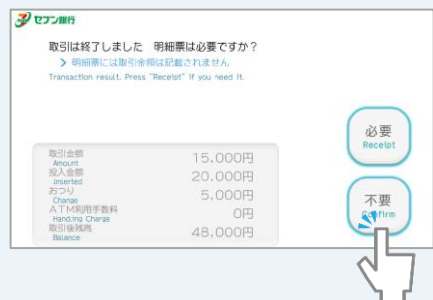 セブン銀行
取引は終了しました 明細票は必要ですか？
明細票には取引金額は記載されません
Transaction result. Press "Receipt" if you need it.
必要
Receipt
取引金額 15,000円
Amount
投入金額 20,000円
Inserted
おつり 5,000円
Change
ATM利用手数料 0円
Handling Charge
取引後残高 48,000円
Balance
不要
Confirm